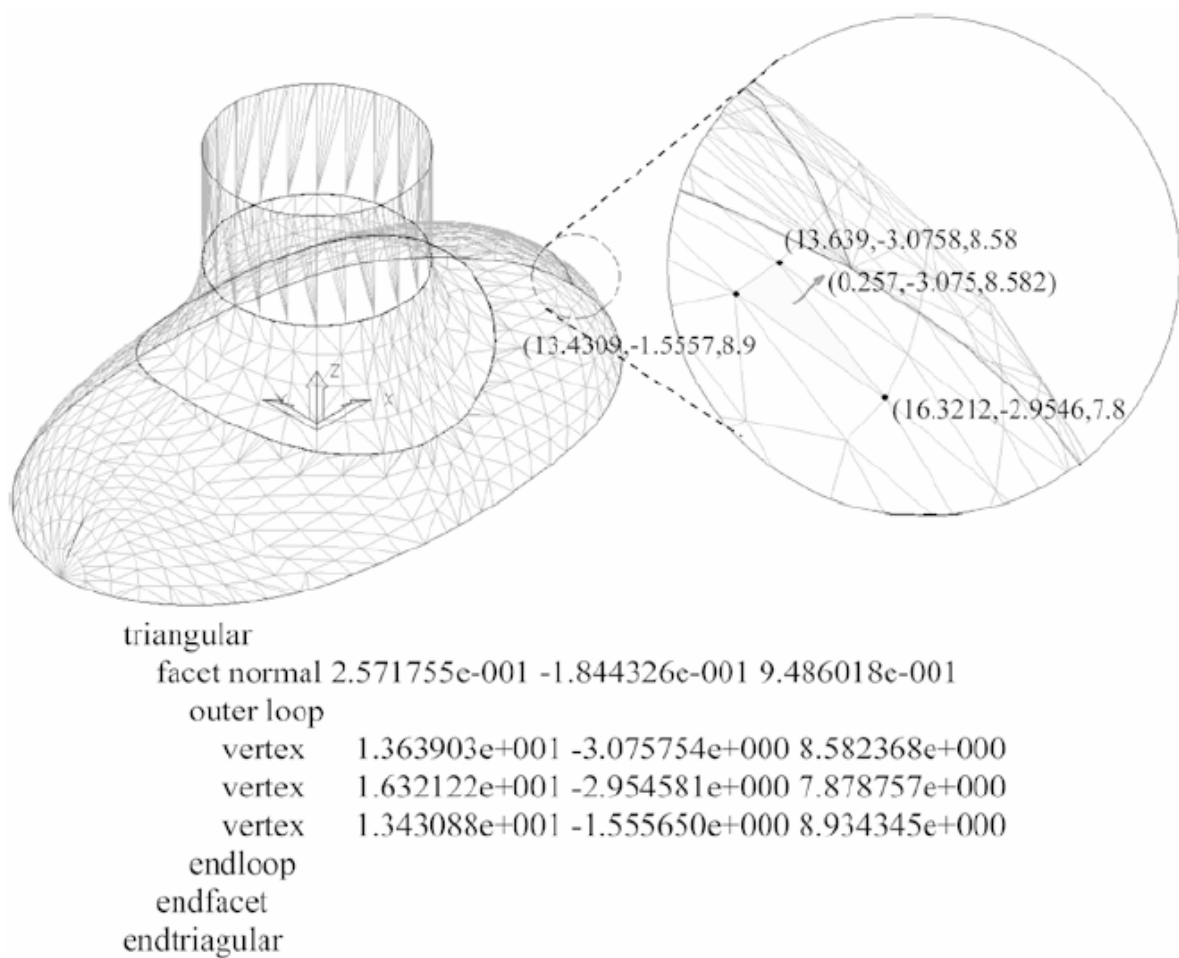 (13.639,-3.0758,8.58
(0.257,-3.075,8.582)
(13.4309,-1.5557,8.9
(16.3212,-2.9546,7.8
Z
X
triangular
facet normal 2.571755e-001 -1.844326e-001 9.486018e-001
outer loop
vertex 1.363903e+001 -3.075754e+000 8.582368e+000
vertex 1.632122e+001 -2.954581e+000 7.878757e+000
vertex 1.343088e+001 -1.555650e+000 8.934345e+000
endloop
endfacet
endtriagular